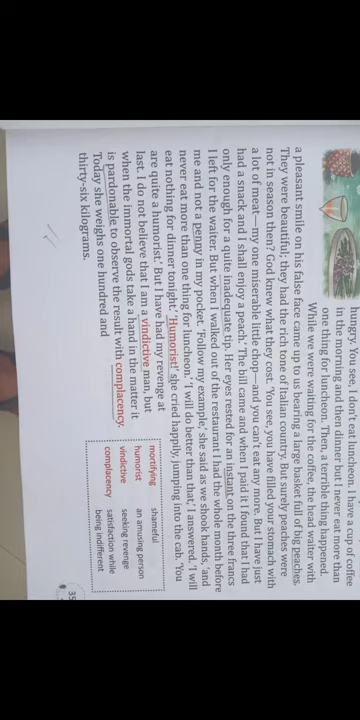 hungry. You see, I don't eat luncheon. I have a cup of coffee
in the morning and then dinner but I never eat more than
one thing for luncheon. Then, a terrible thing happened.
While we were waiting for the coffee, the head waiter with
a pleasant smile on his false face came up to us bearing a large basket full of big peaches.
They were beautiful; they had the rich tone of Italian country. But surely peaches were
not in season then? God knew what they cost. 'You see, you have filled your stomach with
a lot of meat—my one miserable little chop—and you can't eat any more. But I have just
had a snack and I shall enjoy a peach.' The bill came and when I paid it I found that I had
only enough for a quite inadequate tip. Her eyes rested for an instant on the three francs
I left for the waiter. But when I walked out of the restaurant I had the whole month before
me and not a penny in my pocket. 'Follow my example,' she said as we shook hands, 'and
never eat more than one thing for luncheon.' 'I will do better than that,' I answered. 'I will
eat nothing for dinner tonight.' 'Humorist!' she cried happily, jumping into the cab. 'You
are quite a humorist.' But I have had my revenge at
last. I do not believe that I am a vindictive man, but
when the immortal gods take a hand in the matter it
is pardonable to observe the result with complacency.
Today she weighs one hundred and
thirty-six kilograms.
mortifying shameful
humorist an amusing person
vindictive seeking revenge
complacency satisfaction while
being indifferent
35